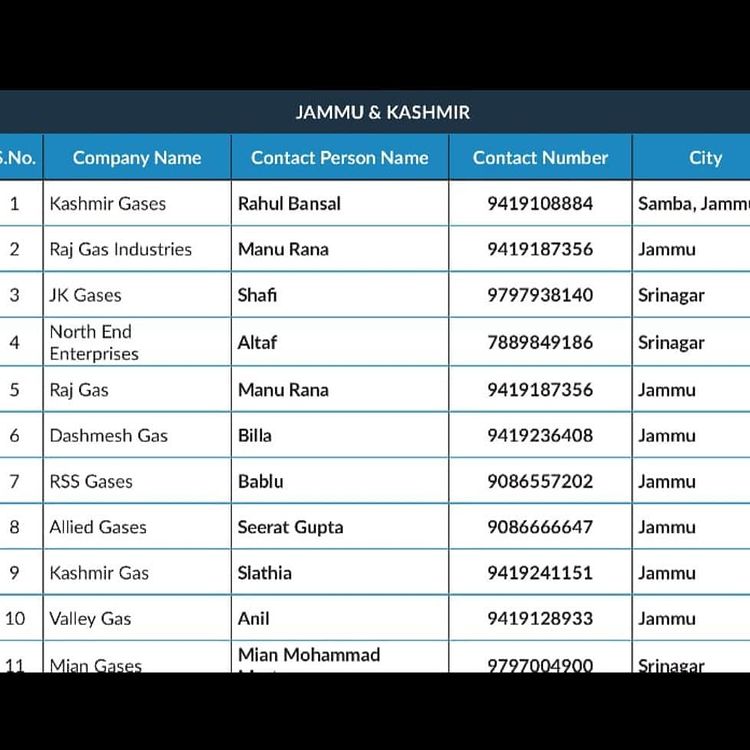 JAMMU & KASHMIR
S.No. Company Name Contact Person Name Contact Number City
1 Kashmir Gases Rahul Bansal 9419108884 Samba, Jammu
2 Raj Gas Industries Manu Rana 9419187356 Jammu
3 JK Gases Shafi 9797938140 Srinagar
4 North End
Enterprises Altaf 7889849186 Srinagar
5 Raj Gas Manu Rana 9419187356 Jammu
6 Dashmesh Gas Billa 9419236408 Jammu
7 RSS Gases Bablu 9086557202 Jammu
8 Allied Gases Seerat Gupta 9086666647 Jammu
9 Kashmir Gas Slathia 9419241151 Jammu
10 Valley Gas Anil 9419128933 Jammu
11 Mian Gases Mian Mohammad 9797004900 Srinagar